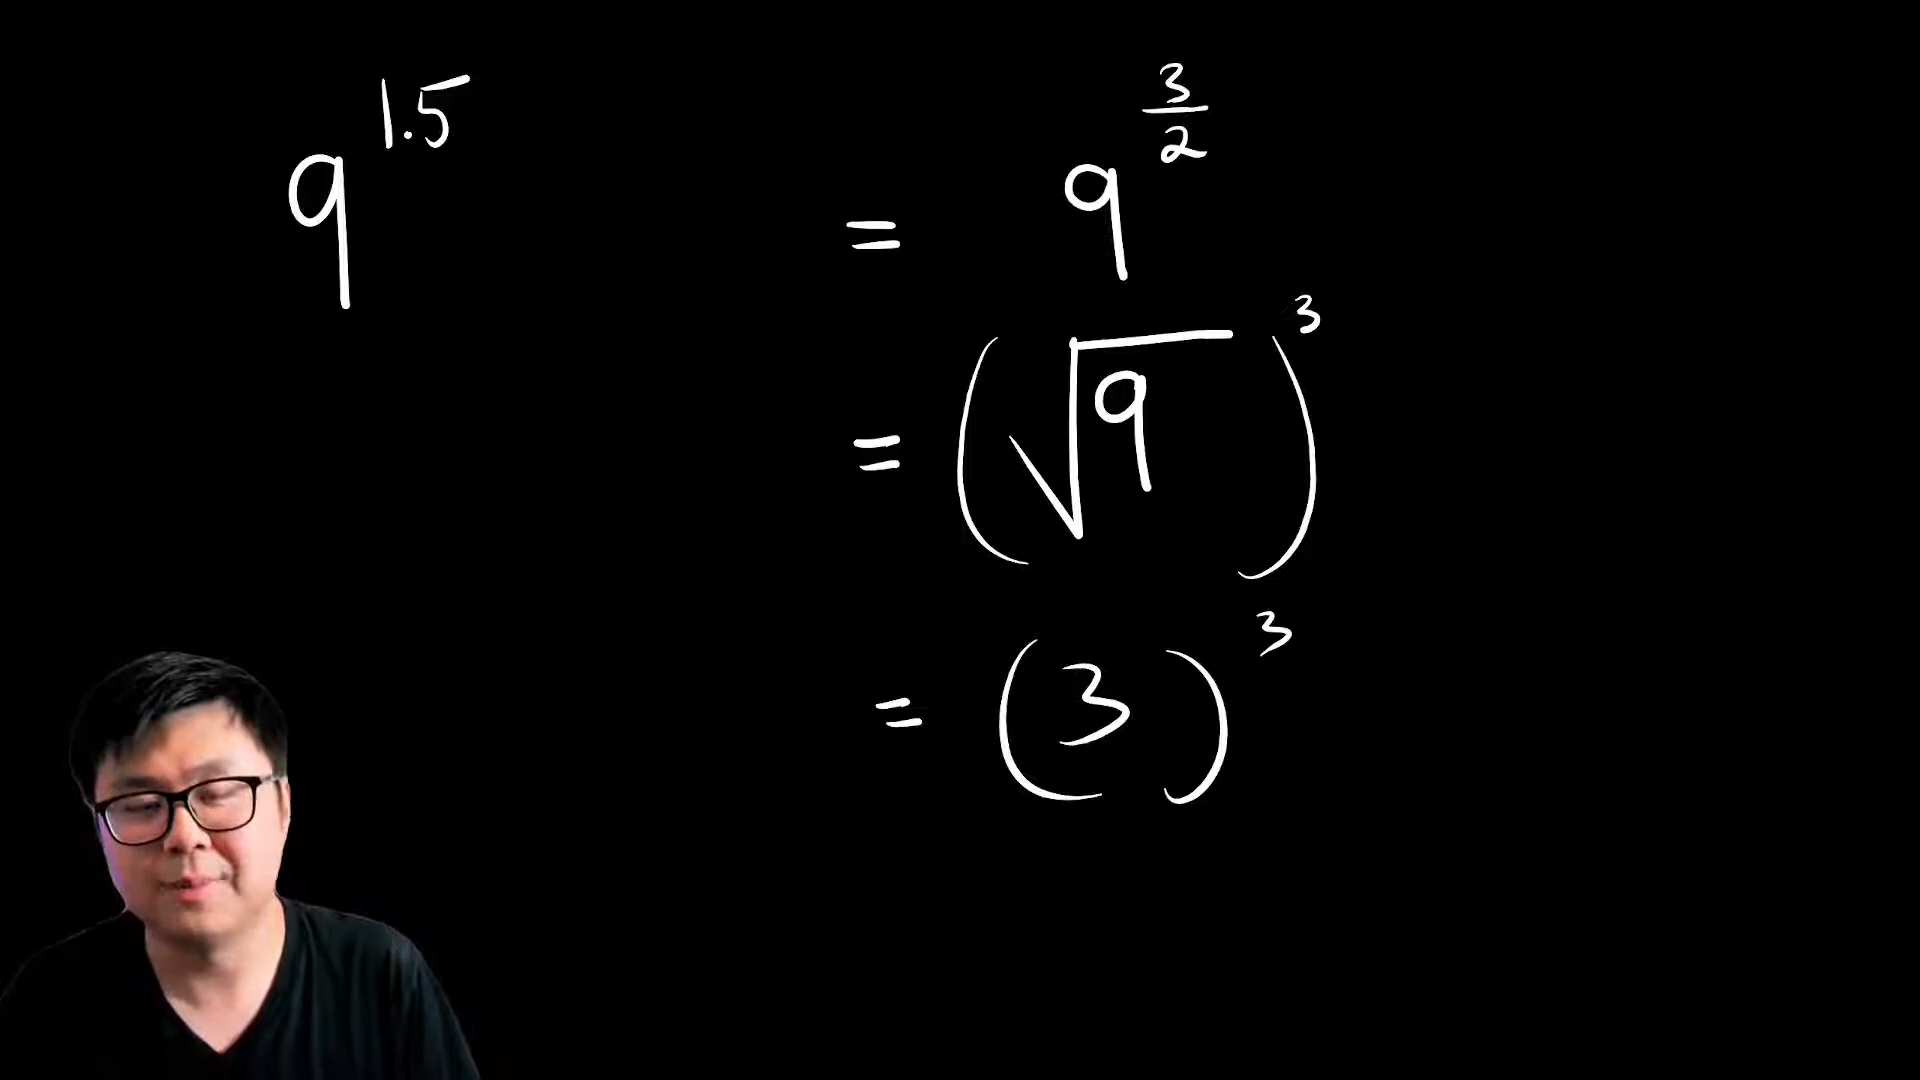 9^1.5 = 9^(3/2)
= (√9)^3
= (3)^3